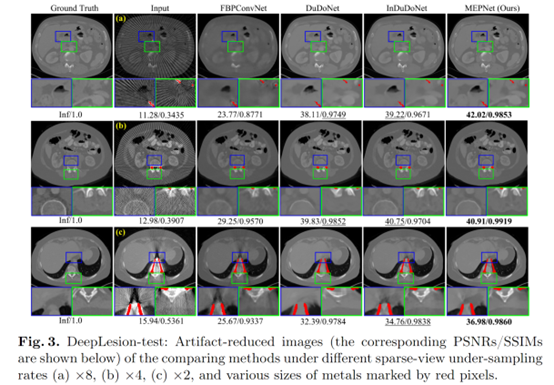 Ground Truth Input FBPConvNet DuDoNet InDuDoNet MEPNet (Ours)
(a)
Inf/1.0 11.28/0.3435 23.77/0.8771 38.11/0.9749 39.22/0.9671 42.02/0.9853
(b)
Inf/1.0 12.98/0.3907 29.25/0.9570 39.83/0.9852 40.75/0.9704 40.91/0.9919
(c)
Inf/1.0 15.94/0.5361 25.67/0.9337 32.39/0.9784 34.76/0.9838 36.98/0.9860
Fig. 3. DeepLesion-test: Artifact-reduced images (the corresponding PSNRs/SSIMs
are shown below) of the comparing methods under different sparse-view under-sampling
rates (a) ×8, (b) ×4, (c) ×2, and various sizes of metals marked by red pixels.